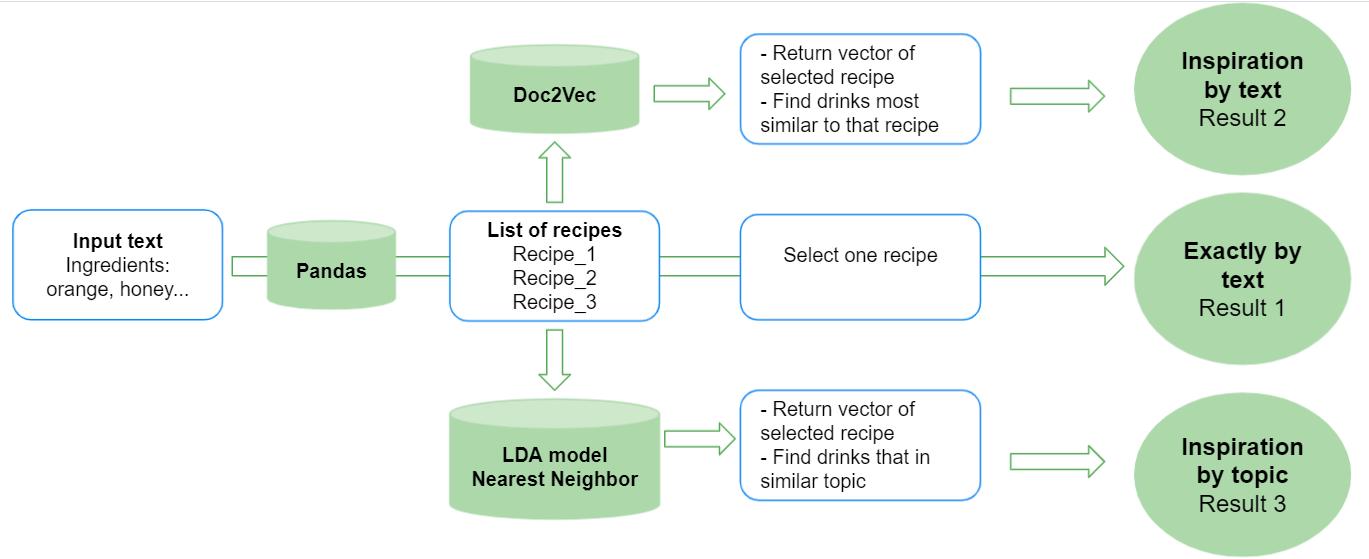 Input text
Ingredients:
orange, honey...
Pandas
List of recipes
Recipe_1
Recipe_2
Recipe_3
Doc2Vec
- Return vector of
selected recipe
- Find drinks most
similar to that recipe
Inspiration
by text
Result 2
Select one recipe
Exactly by
text
Result 1
LDA model
Nearest Neighbor
- Return vector of
selected recipe
- Find drinks that in
similar topic
Inspiration
by topic
Result 3